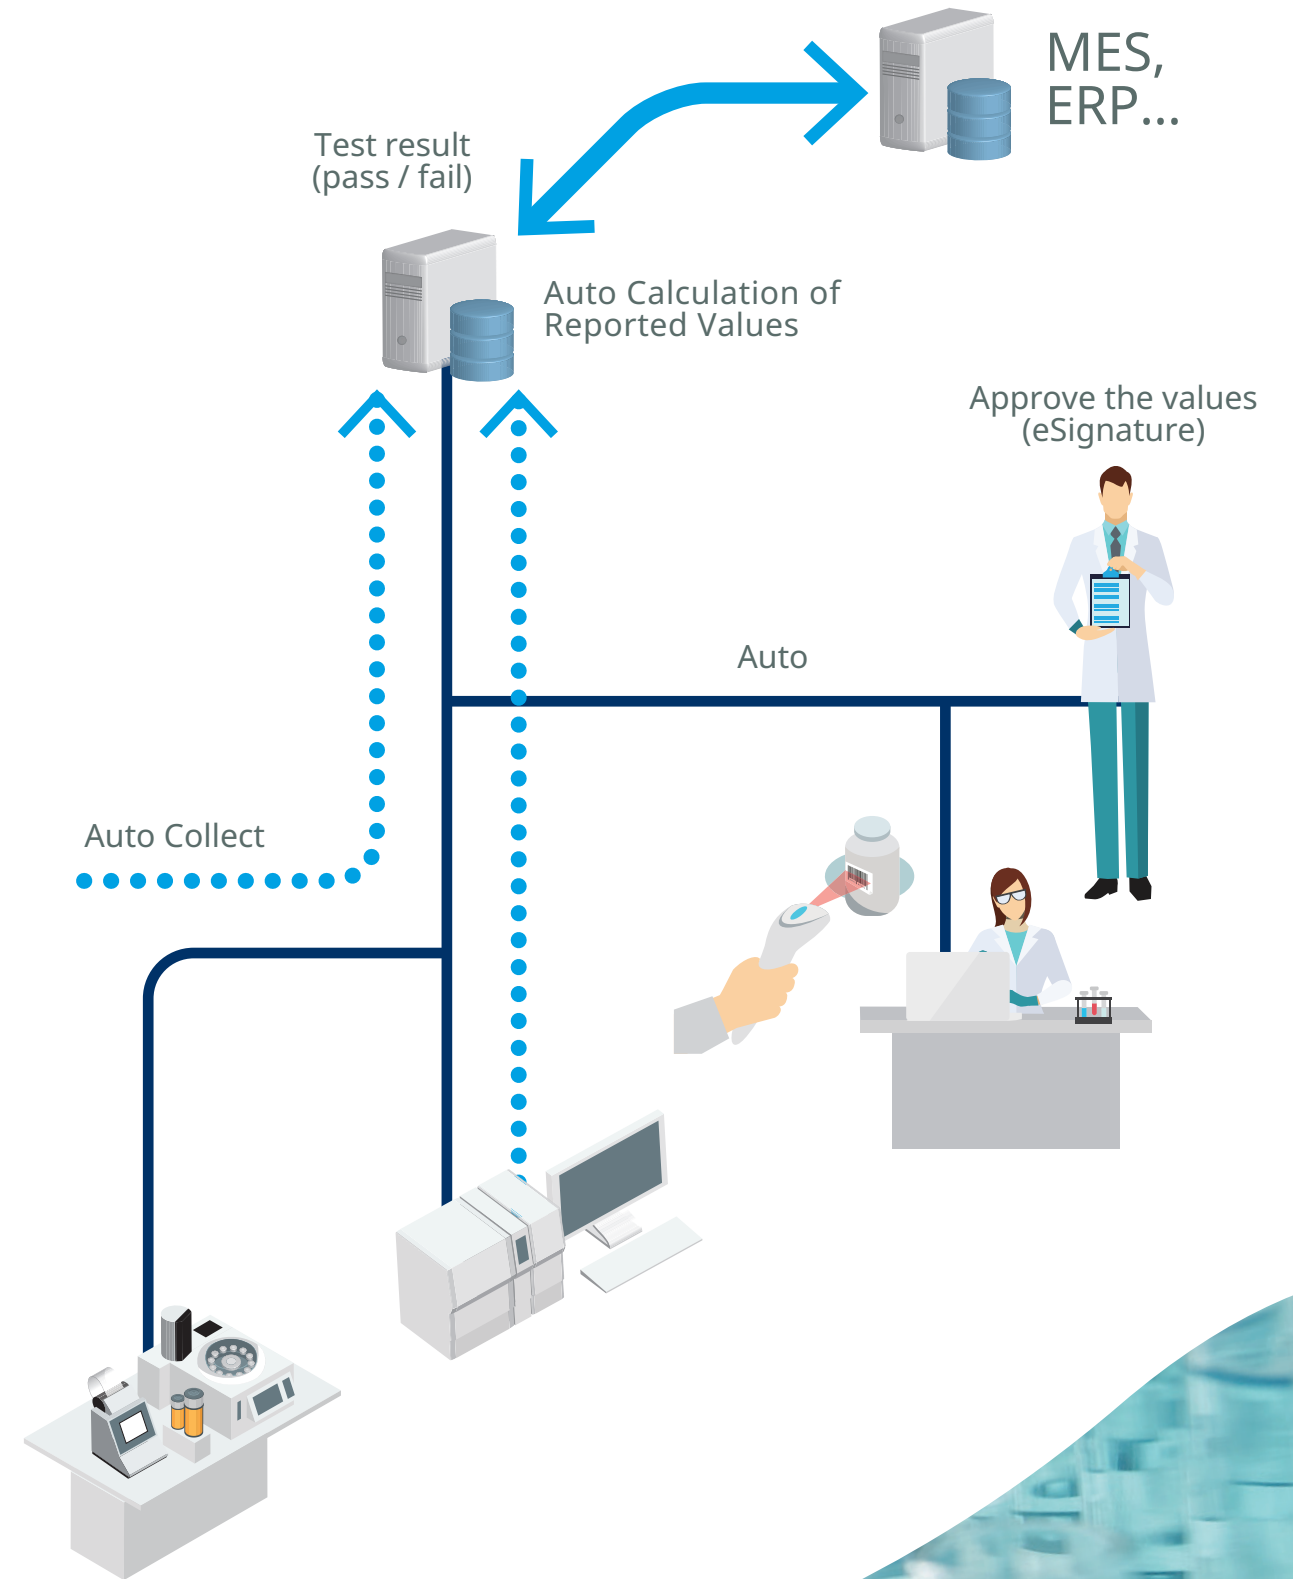 MES,
ERP...
Test result
(pass / fail)
Auto Calculation of
Reported Values
Approve the values
(eSignature)
Auto
Auto Collect